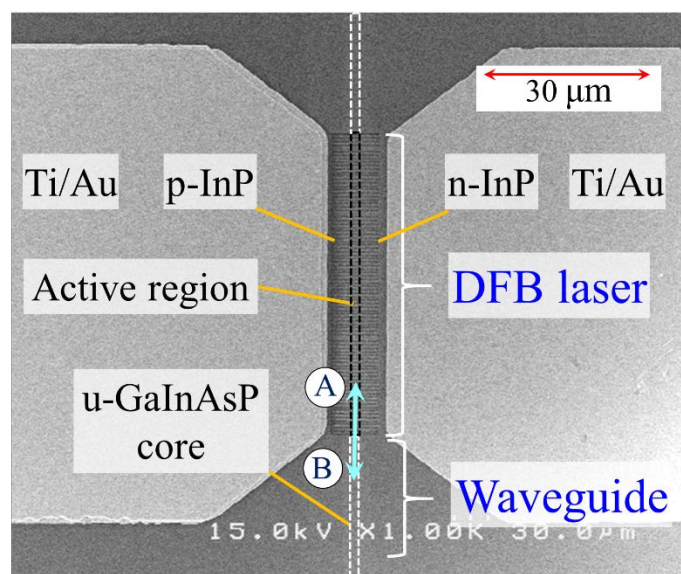 30 μm
Ti/Au
p-InP
n-InP
Ti/Au
Active region
DFB laser
A
u-GaInAsP
core
B
Waveguide
15.0kV X1.00K 30.0μm